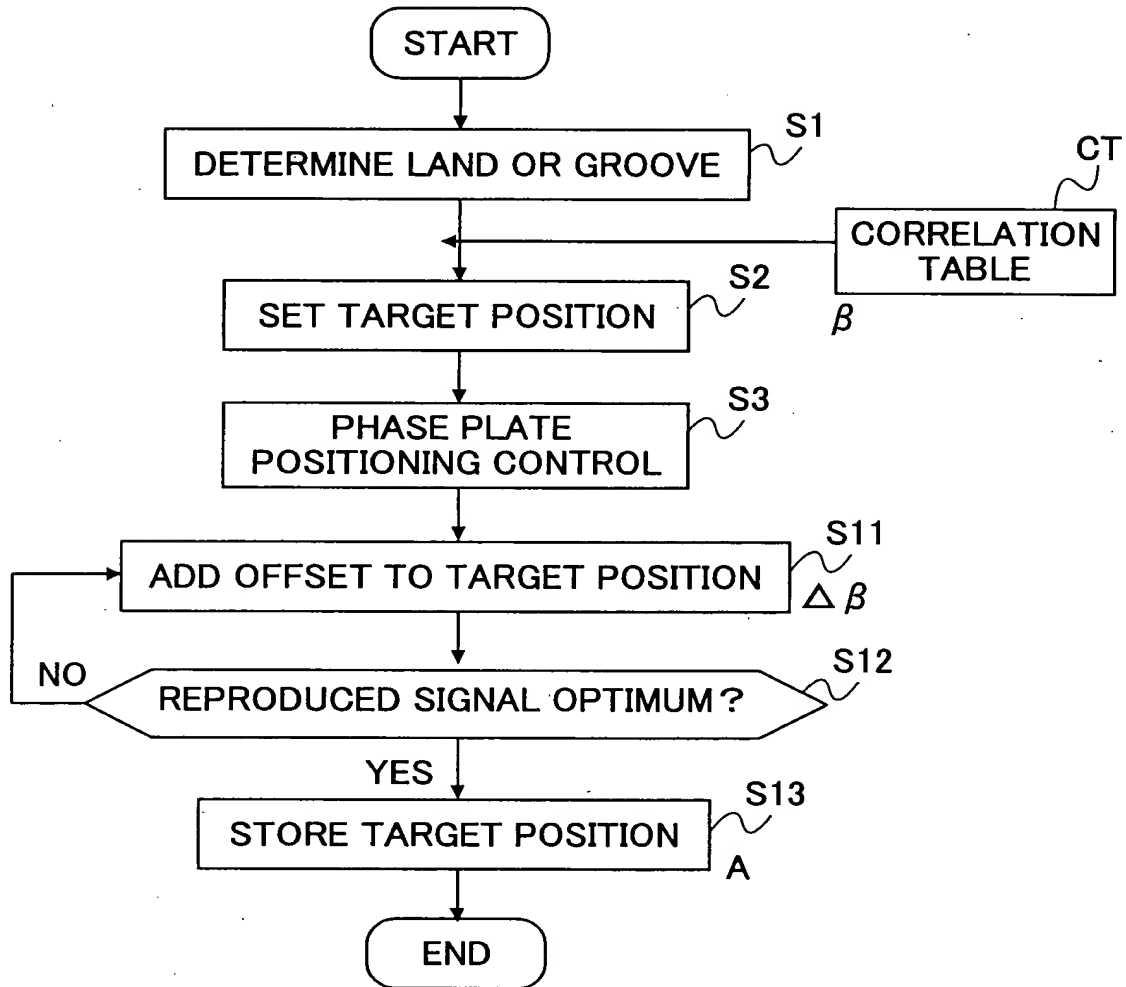 START
S1
DETERMINE LAND OR GROOVE
CT
CORRELATION
TABLE
β
S2
SET TARGET POSITION
S3
PHASE PLATE
POSITIONING CONTROL
S11
ADD OFFSET TO TARGET POSITION
△β
S12
NO
REPRODUCED SIGNAL OPTIMUM?
YES
S13
STORE TARGET POSITION
A
END